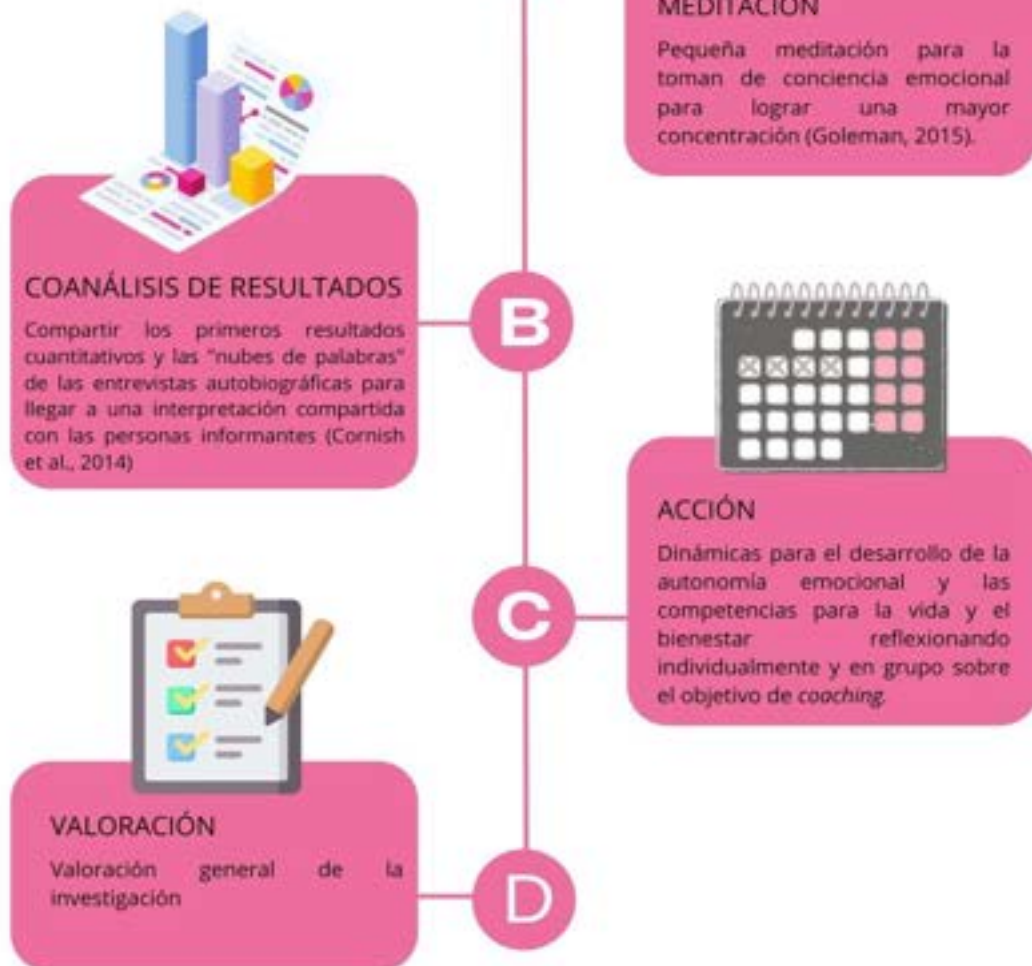 MEDITACIÓN
Pequeña meditación para la
toman de conciencia emocional
para lograr una mayor
concentración (Goleman, 2015).
COANÁLISIS DE RESULTADOS
Compartir los primeros resultados
cuantitativos y las "nubes de palabras"
de las entrevistas autobiográficas para
llegar a una interpretación compartida
con las personas informantes (Cornish
et al., 2014)
B
ACCIÓN
Dinámicas para el desarrollo de la
autonomía emocional y las
competencias para la vida y el
bienestar reflexionando
individualmente y en grupo sobre
el objetivo de coaching.
C
VALORACIÓN
Valoración general de la
investigación
D